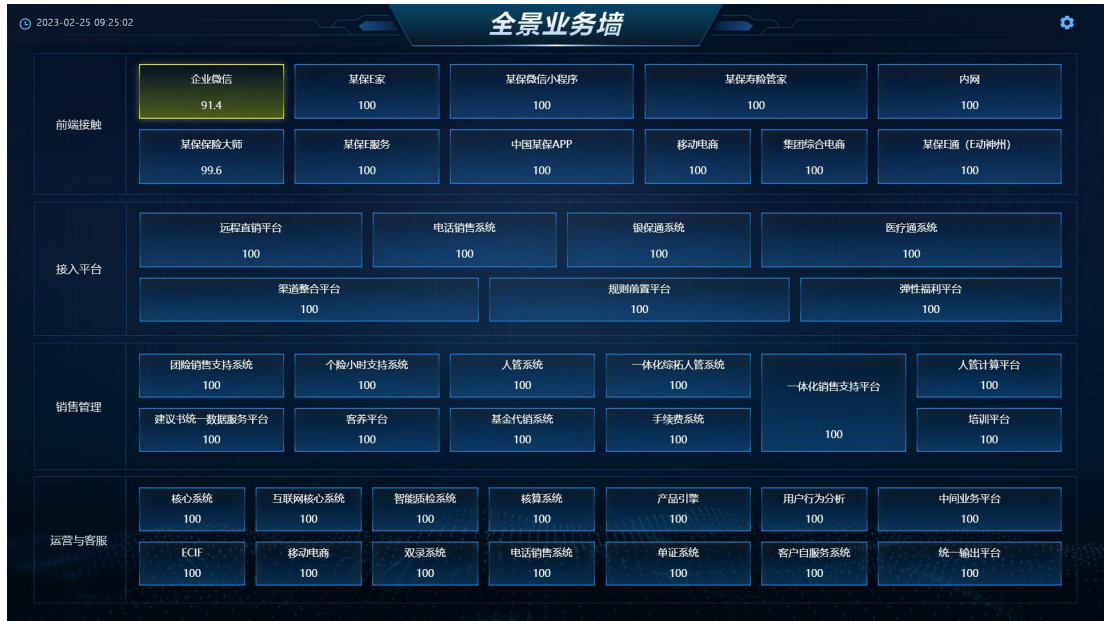 2023-02-25 09:25:02
全景业务墙
前端接触
企业微信
91.4
某保E家
100
某保微信小程序
100
某保寿险管家
100
内网
100
某保保险大师
99.6
某保E服务
100
中国某保APP
100
移动电商
100
集团综合电商
100
某保E通（E动神州）
100
接入平台
远程直销平台
100
电话销售系统
100
银保通系统
100
医疗通系统
100
渠道整合平台
100
规则前置平台
100
弹性福利平台
100
销售管理
团险销售支持系统
100
个险小时支持系统
100
人管系统
100
一体化综拓人管系统
100
一体化销售支持平台
100
人管计算平台
100
建议书统一数据服务平台
100
客养平台
100
基金代销系统
100
手续费系统
100
培训平台
100
运营与客服
核心系统
100
互联网核心系统
100
智能质检系统
100
核算系统
100
产品引擎
100
用户行为分析
100
中间业务平台
100
ECIF
100
移动电商
100
双录系统
100
电话销售系统
100
单证系统
100
客户自服务系统
100
统一输出平台
100